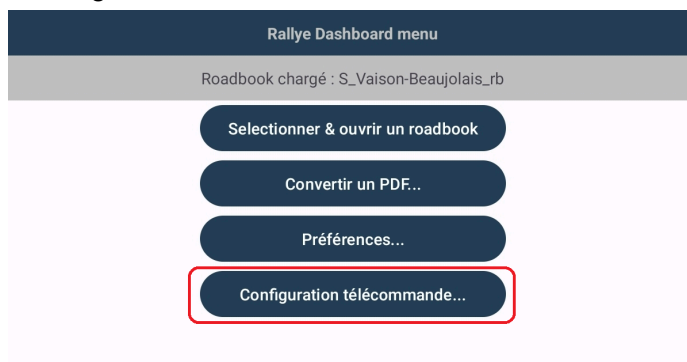 Rallye Dashboard menu
Roadbook chargé : S_Vaison-Beaujolais_rb
Selectionner & ouvrir un roadbook
Convertir un PDF...
Préférences...
Configuration télécommande...